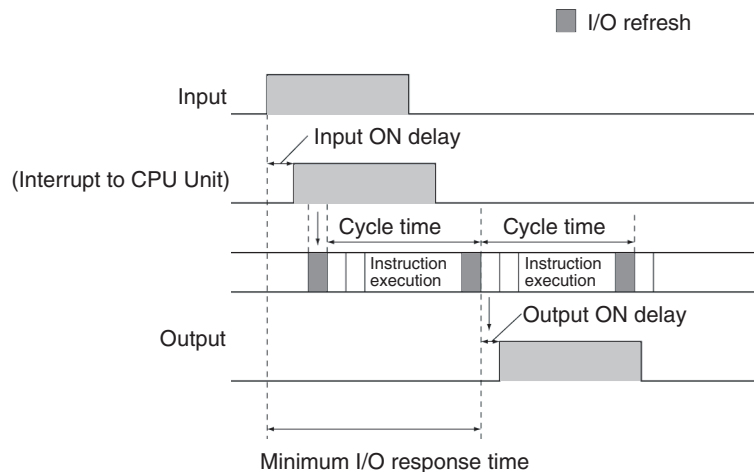 I/O refresh
Input
Input ON delay
(Interrupt to CPU Unit)
Cycle time
Cycle time
Instruction
execution
Instruction
execution
Output ON delay
Output
Minimum I/O response time